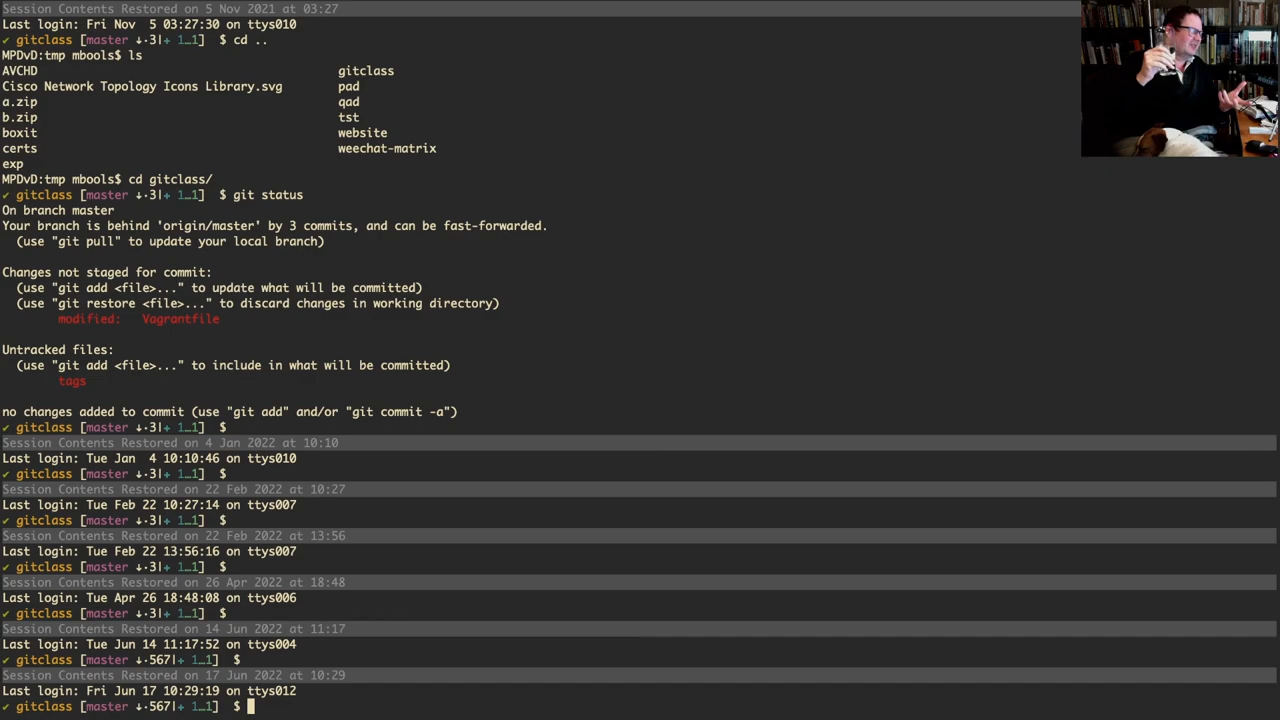 Session Contents Restored on 5 Nov 2021 at 03:27
Last login: Fri Nov  5 03:27:30 on ttys010
✔ gitclass [master ↓·3|✚ 1…1]  $ cd ..
MPDvD:tmp mbools$ ls
AVCHD                                           gitclass
Cisco Network Topology Icons Library.svg        pad
a.zip                                           qad
b.zip                                           tst
boxit                                           website
certs                                           weechat-matrix
exp
MPDvD:tmp mbools$ cd gitclass/
✔ gitclass [master ↓·3|✚ 1…1]  $ git status
On branch master
Your branch is behind 'origin/master' by 3 commits, and can be fast-forwarded.
  (use "git pull" to update your local branch)
Changes not staged for commit:
  (use "git add <file>..." to update what will be committed)
  (use "git restore <file>..." to discard changes in working directory)
        modified:   Vagrantfile
Untracked files:
  (use "git add <file>..." to include in what will be committed)
        tags
no changes added to commit (use "git add" and/or "git commit -a")
✔ gitclass [master ↓·3|✚ 1…1]  $
Session Contents Restored on 4 Jan 2022 at 10:10
Last login: Tue Jan  4 10:10:46 on ttys010
✔ gitclass [master ↓·3|✚ 1…1]  $
Session Contents Restored on 22 Feb 2022 at 10:27
Last login: Tue Feb 22 10:27:14 on ttys007
✔ gitclass [master ↓·3|✚ 1…1]  $
Session Contents Restored on 22 Feb 2022 at 13:56
Last login: Tue Feb 22 13:56:16 on ttys007
✔ gitclass [master ↓·3|✚ 1…1]  $
Session Contents Restored on 26 Apr 2022 at 18:48
Last login: Tue Apr 26 18:48:08 on ttys006
✔ gitclass [master ↓·3|✚ 1…1]  $
Session Contents Restored on 14 Jun 2022 at 11:17
Last login: Tue Jun 14 11:17:52 on ttys004
✔ gitclass [master ↓·567|✚ 1…1]  $
Session Contents Restored on 17 Jun 2022 at 10:29
Last login: Fri Jun 17 10:29:19 on ttys012
✔ gitclass [master ↓·567|✚ 1…1]  $